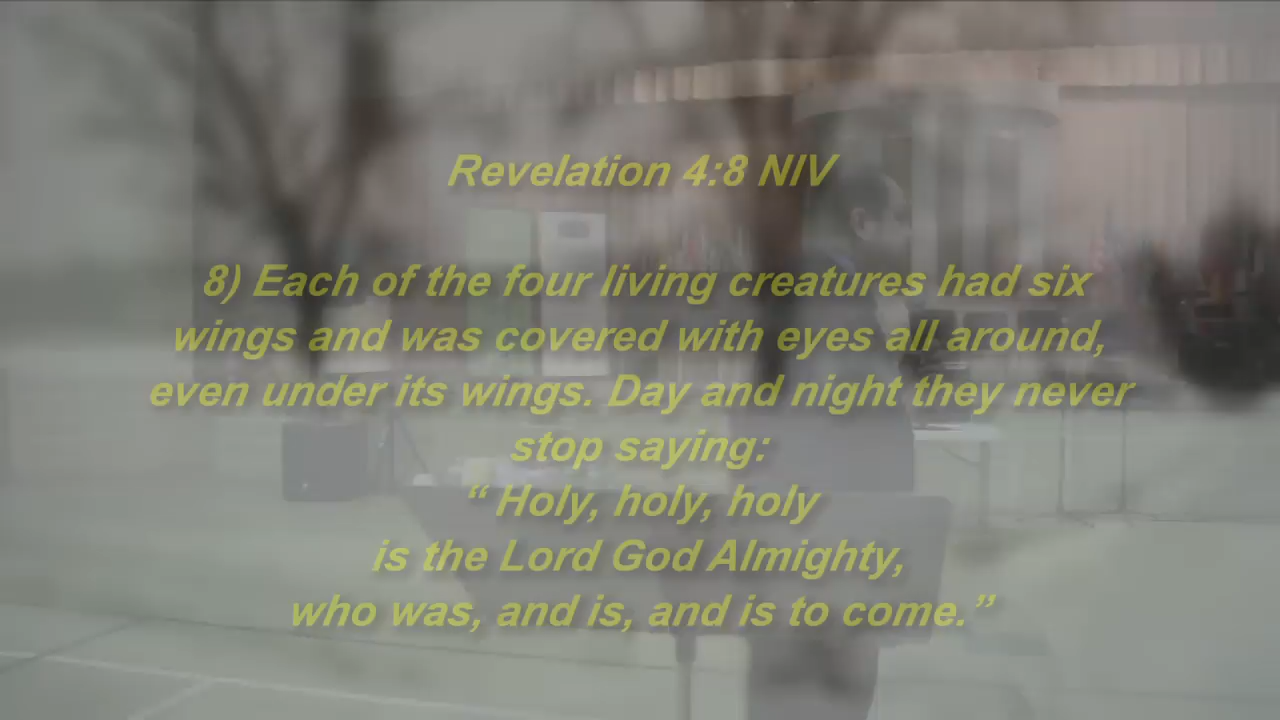 Revelation 4:8 NIV
8) Each of the four living creatures had six
wings and was covered with eyes all around,
even under its wings. Day and night they never
stop saying:
“ Holy, holy, holy
is the Lord God Almighty,
who was, and is, and is to come.”